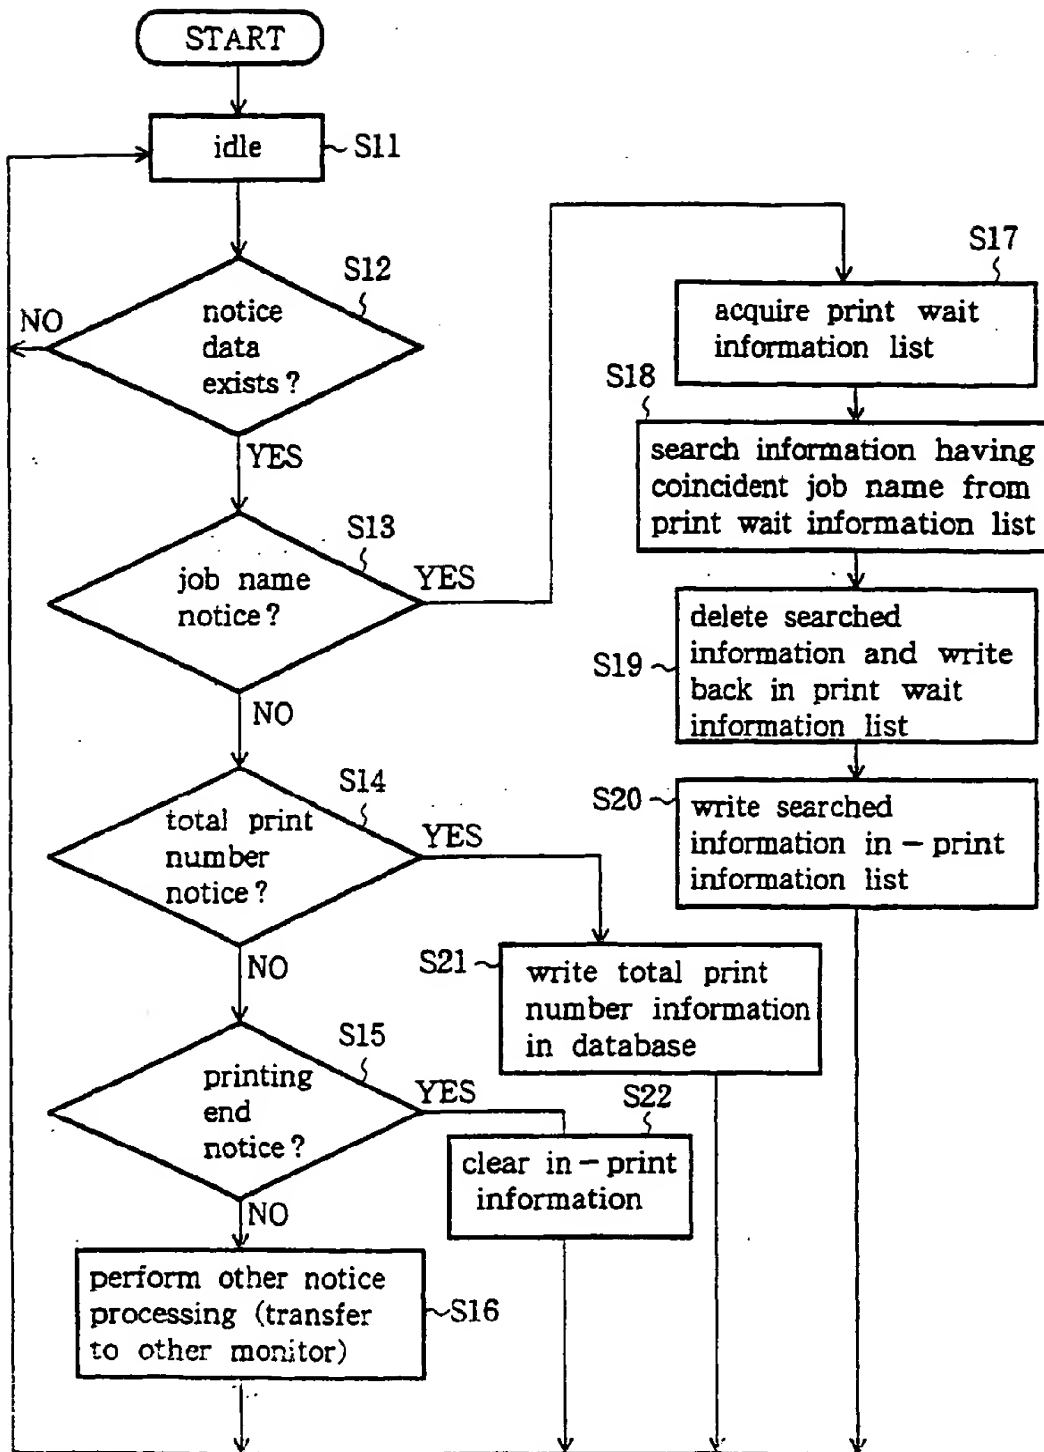 START
idle
S11
S12
NO
notice
data
exists?
YES
S13
job name
notice?
YES
NO
S14
total print
number
notice?
YES
NO
S15
printing
end
notice?
YES
NO
perform other notice
processing (transfer
to other monitor)
S16
S17
acquire print wait
information list
S18
search information having
coincident job name from
print wait information list
S19
delete searched
information and write
back in print wait
information list
S20
write searched
information in-print
information list
S21
write total print
number information
in database
S22
clear in-print
information